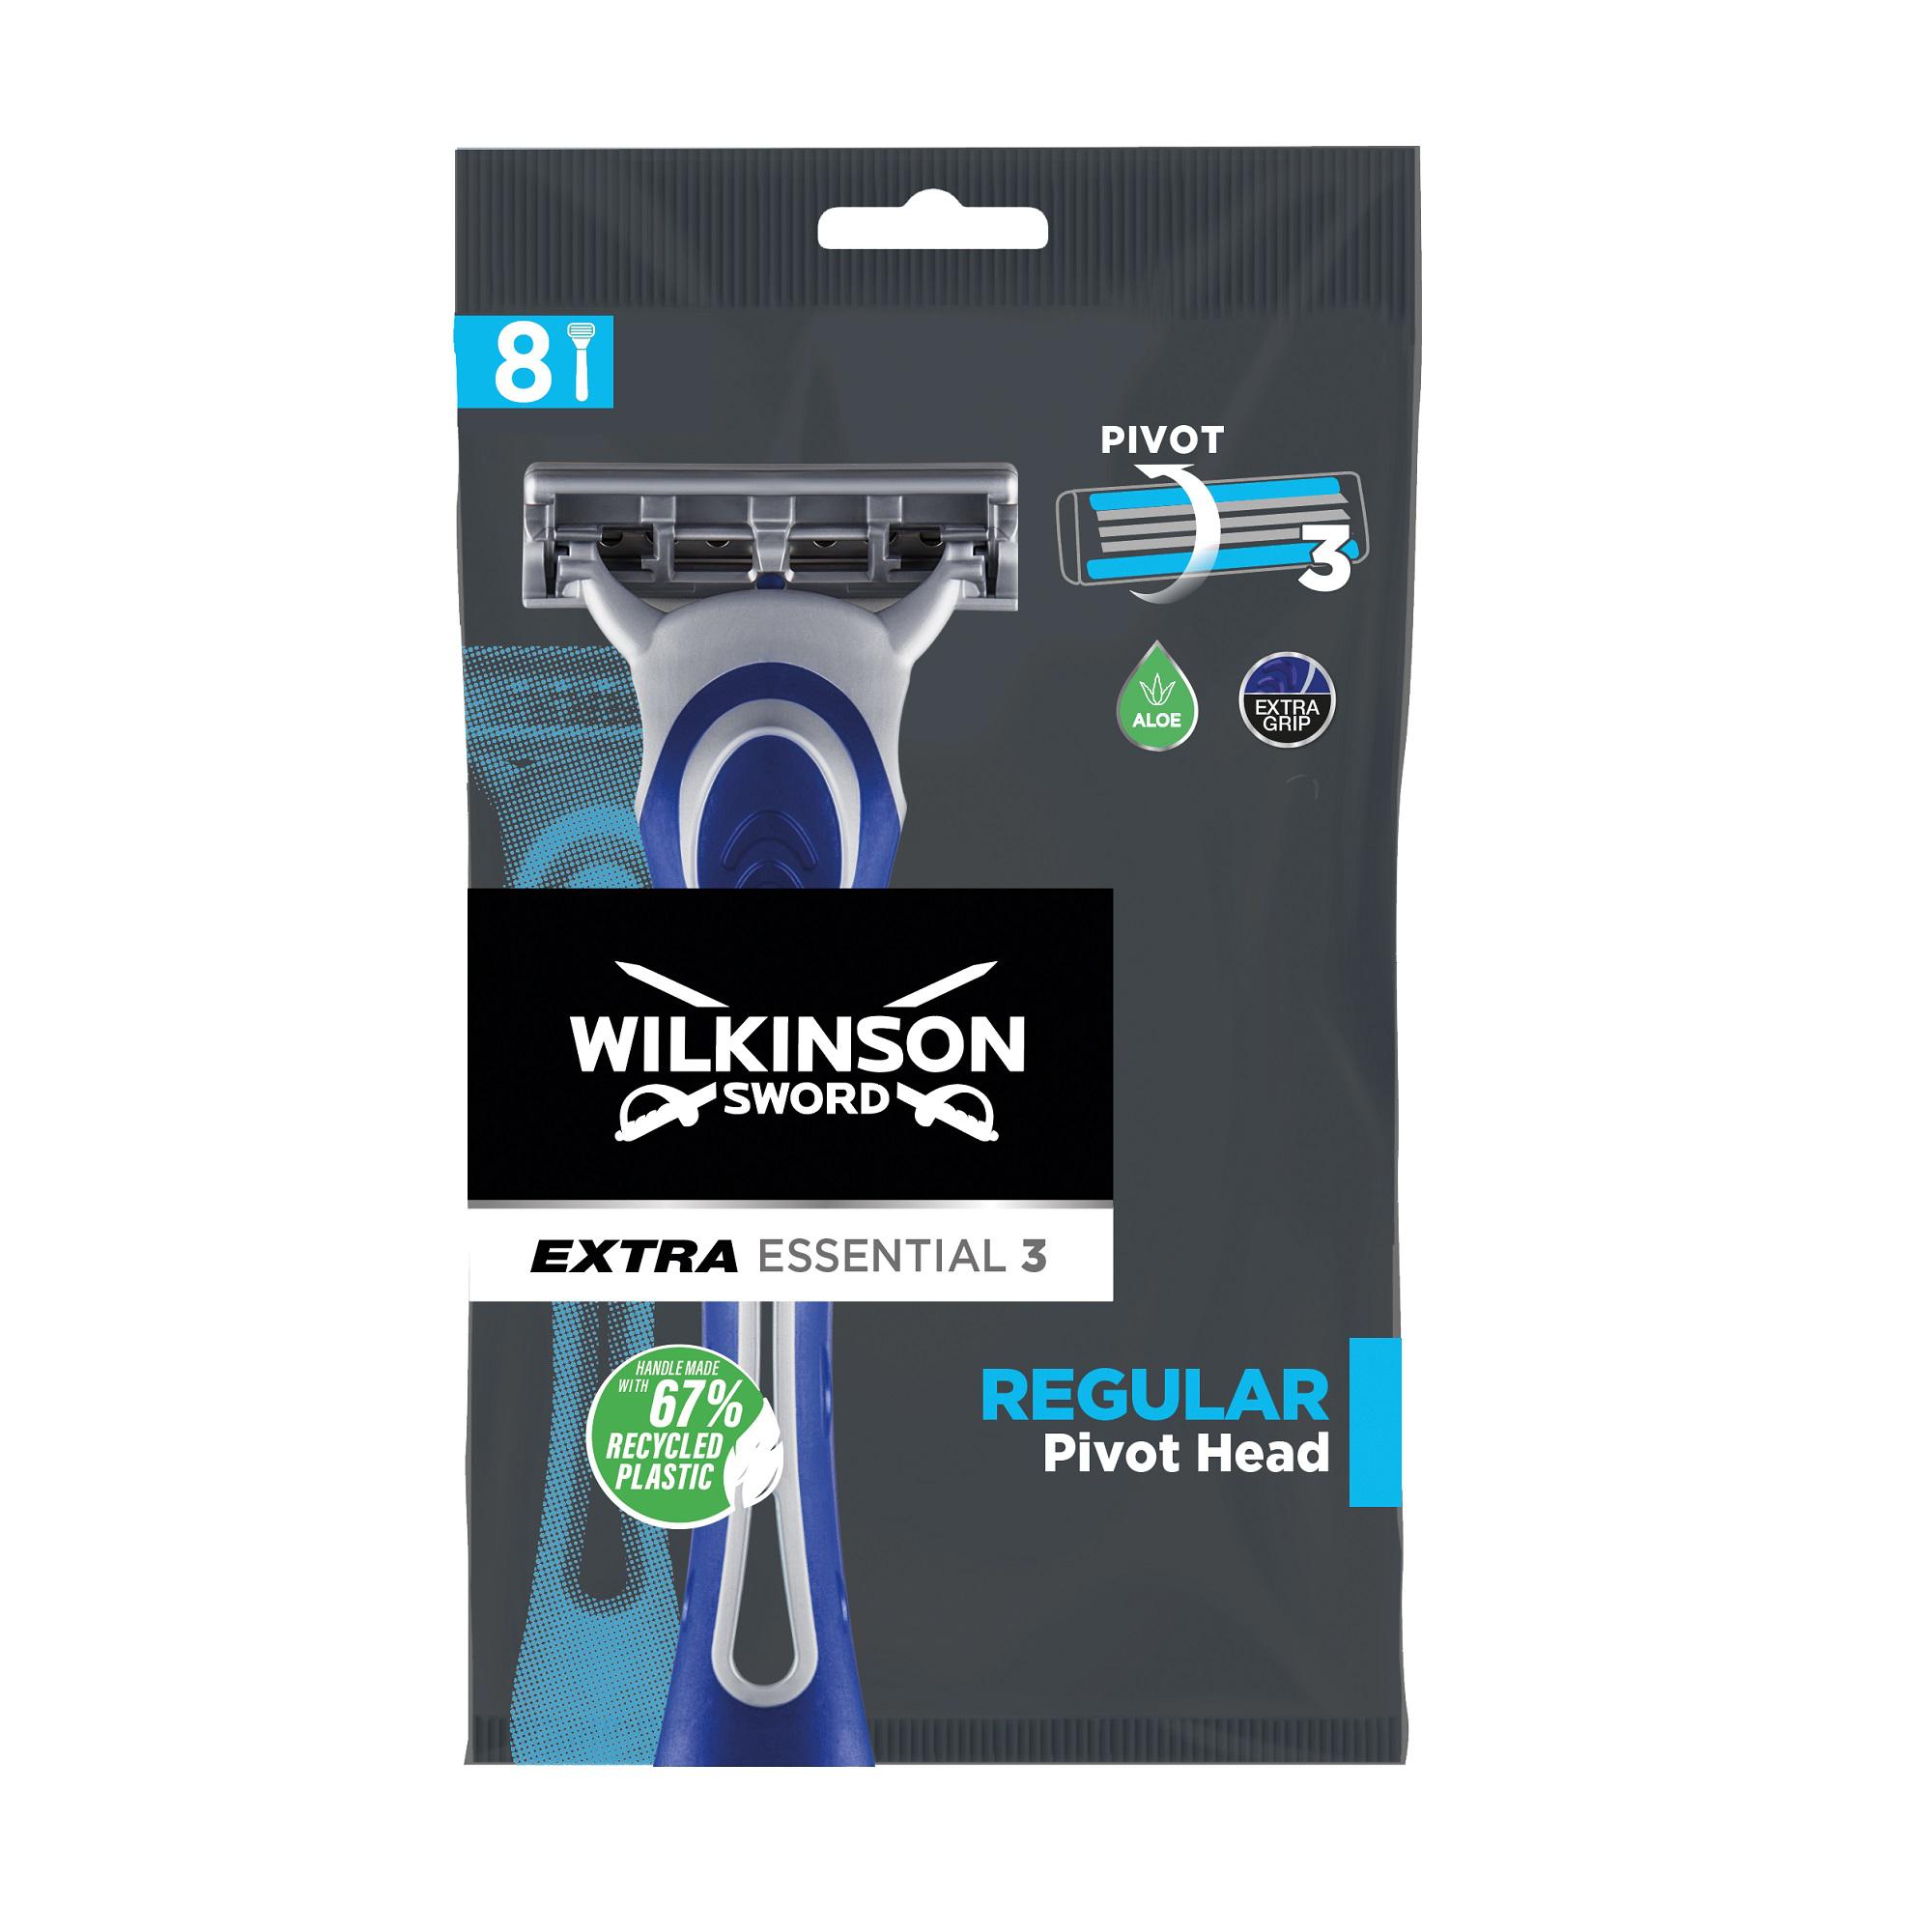 8
PIVOT
3
ALOE
EXTRA
GRIP
WILKINSON
SWORD
EXTRA ESSENTIAL 3
HANDLE MADE
WITH 67%
RECYCLED
PLASTIC
REGULAR
Pivot Head